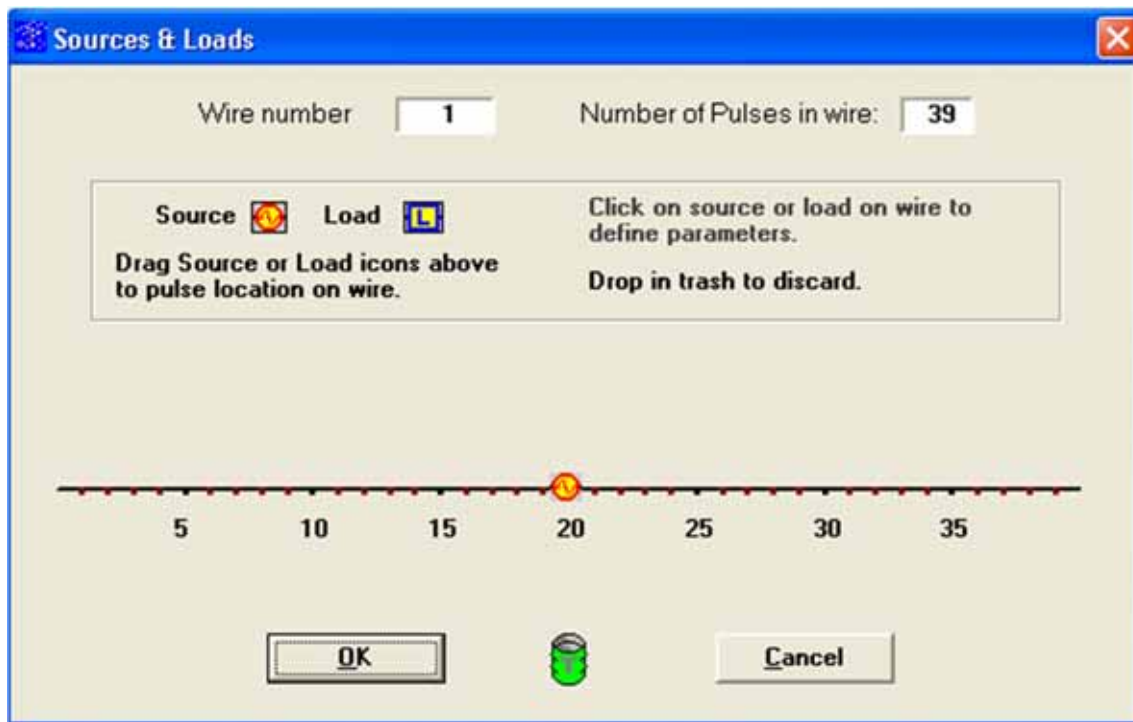 Sources & Loads
Wire number 1 Number of Pulses in wire: 39
Source Load L
Drag Source or Load icons above
to pulse location on wire.
Click on source or load on wire to
define parameters.
Drop in trash to discard.
5 10 15 20 25 30 35
OK T Cancel